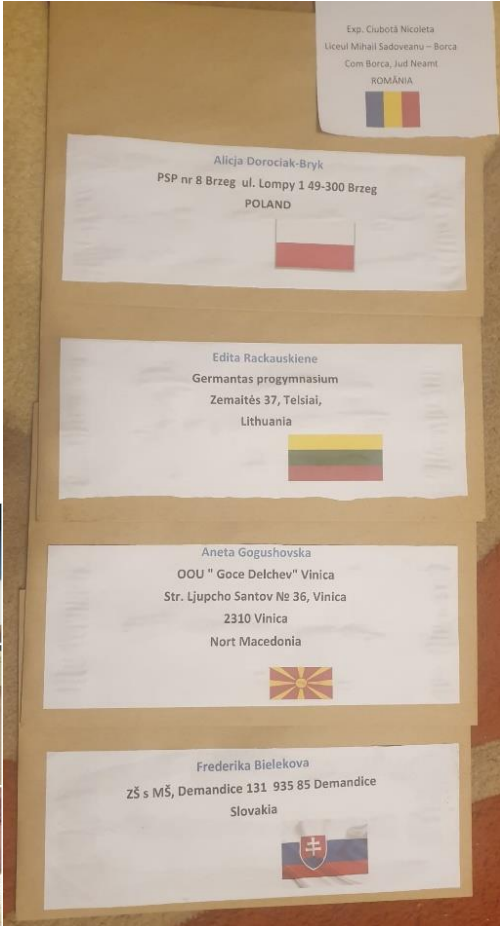 Exp. Ciubotă Nicoleta
Liceul Mihail Sadoveanu – Borca
Com Borca, Jud Neamt
ROMÂNIA
Alicja Dorociak-Bryk
PSP nr 8 Brzeg ul. Lompy 1 49-300 Brzeg
POLAND
Edita Rackauskiene
Germantas progymnasium
Zemaitės 37, Telsiai,
Lithuania
Aneta Gogushovska
OOU " Goce Delchev" Vinica
Str. Ljupcho Santov № 36, Vinica
2310 Vinica
Nort Macedonia
Frederika Bielekova
ZŠ s MŠ, Demandice 131 935 85 Demandice
Slovakia